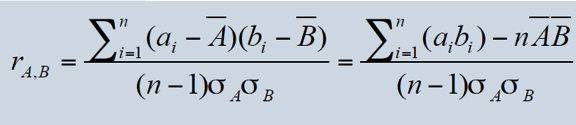 r_{A,B} = \frac{\sum_{i=1}^{n}(a_i - \overline{A})(b_i - \overline{B})}{(n-1)\sigma_A\sigma_B} = \frac{\sum_{i=1}^{n}(a_i b_i) - n\overline{A}\overline{B}}{(n-1)\sigma_A\sigma_B}